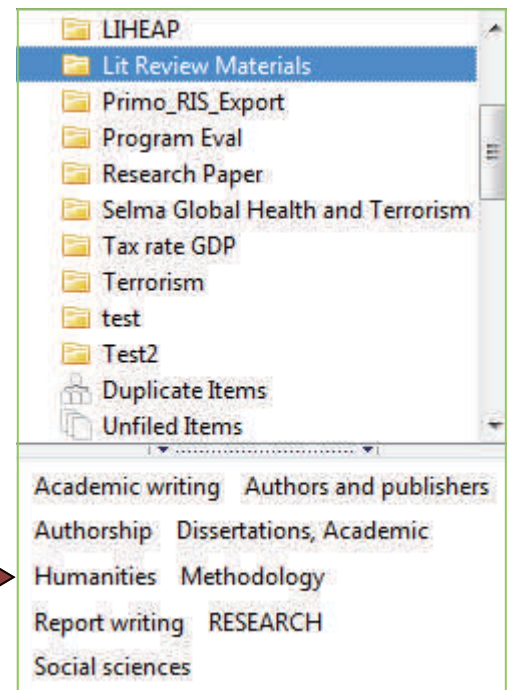 LIHEAP
Lit Review Materials
Primo_RIS_Export
Program Eval
Research Paper
Selma Global Health and Terrorism
Tax rate GDP
Terrorism
test
Test2
Duplicate Items
Unfiled Items
Academic writing Authors and publishers
Authorship Dissertations, Academic
Humanities Methodology
Report writing RESEARCH
Social sciences